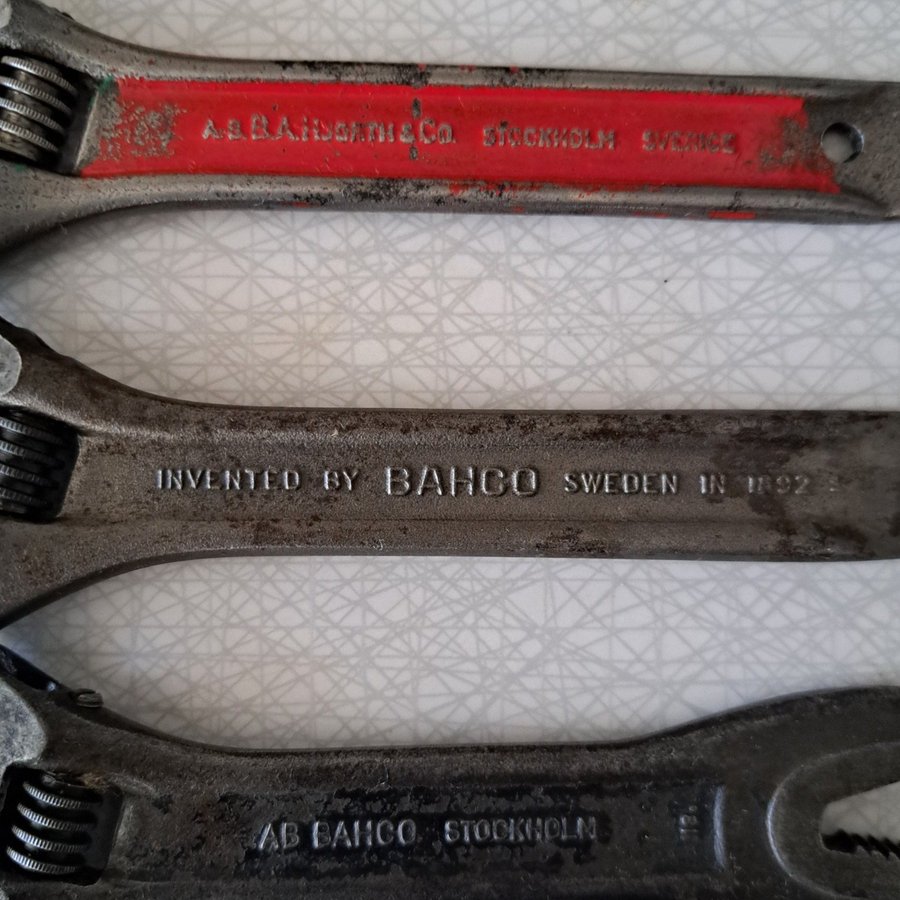 A.B. B.A. HJORTH & Co. STOCKHOLM SVERIGE
INVENTED BY BAHCO SWEDEN IN 1892
AB BAHCO STOCKHOLM